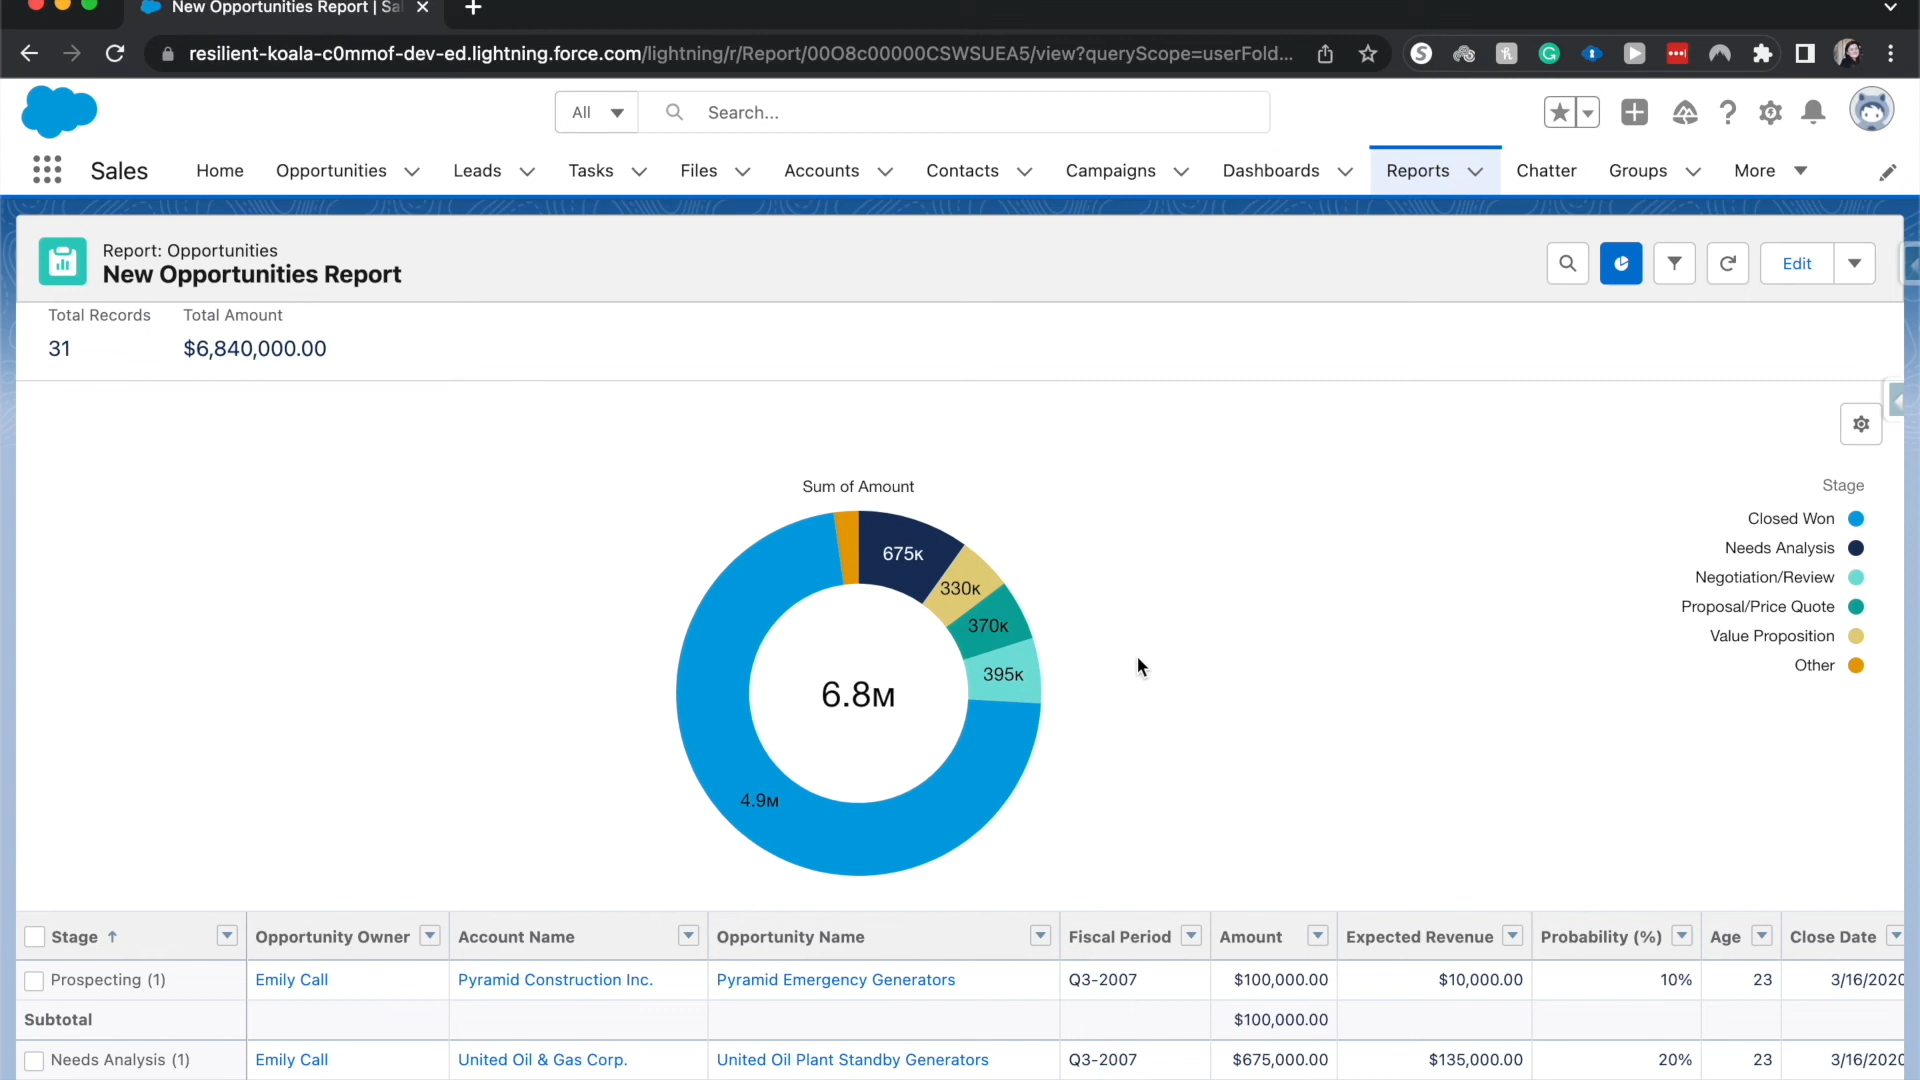 New Opportunities Report | Sa
resilient-koala-c0mmof-dev-ed.lightning.force.com/lightning/r/Report/00O8c00000CSWSUEA5/view?queryScope=userFold...
All
Search...
Sales Home Opportunities Leads Tasks Files Accounts Contacts Campaigns Dashboards Reports Chatter Groups More
Report: Opportunities
New Opportunities Report
Edit
Total Records Total Amount
31 $6,840,000.00
Sum of Amount
675K
330K
370K
395K
6.8M
4.9M
Stage
Closed Won
Needs Analysis
Negotiation/Review
Proposal/Price Quote
Value Proposition
Other
Stage ↑ Opportunity Owner Account Name Opportunity Name Fiscal Period Amount Expected Revenue Probability (%) Age Close Date
Prospecting (1) Emily Call Pyramid Construction Inc. Pyramid Emergency Generators Q3-2007 $100,000.00 $10,000.00 10% 23 3/16/2020
Subtotal $100,000.00
Needs Analysis (1) Emily Call United Oil & Gas Corp. United Oil Plant Standby Generators Q3-2007 $675,000.00 $135,000.00 20% 23 3/16/2020